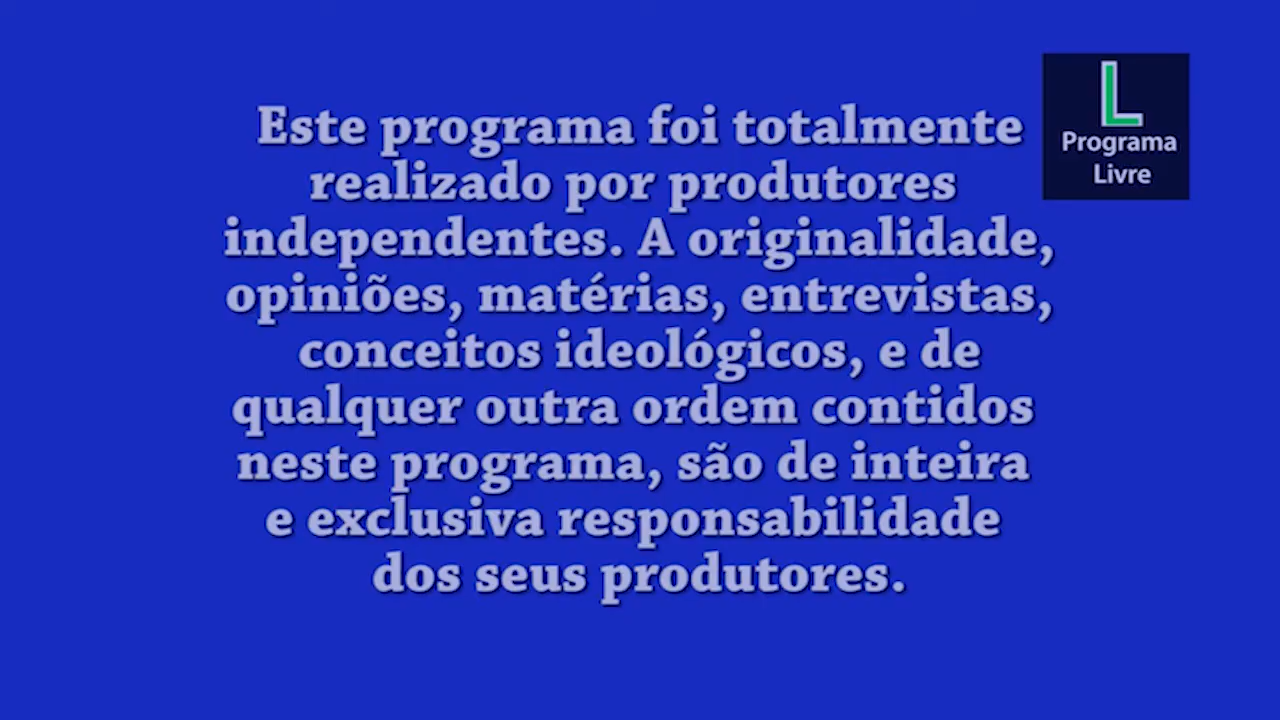 Este programa foi totalmente
realizado por produtores
independentes. A originalidade,
opiniões, matérias, entrevistas,
conceitos ideológicos, e de
qualquer outra ordem contidos
neste programa, são de inteira
e exclusiva responsabilidade
dos seus produtores.
L
Programa
Livre